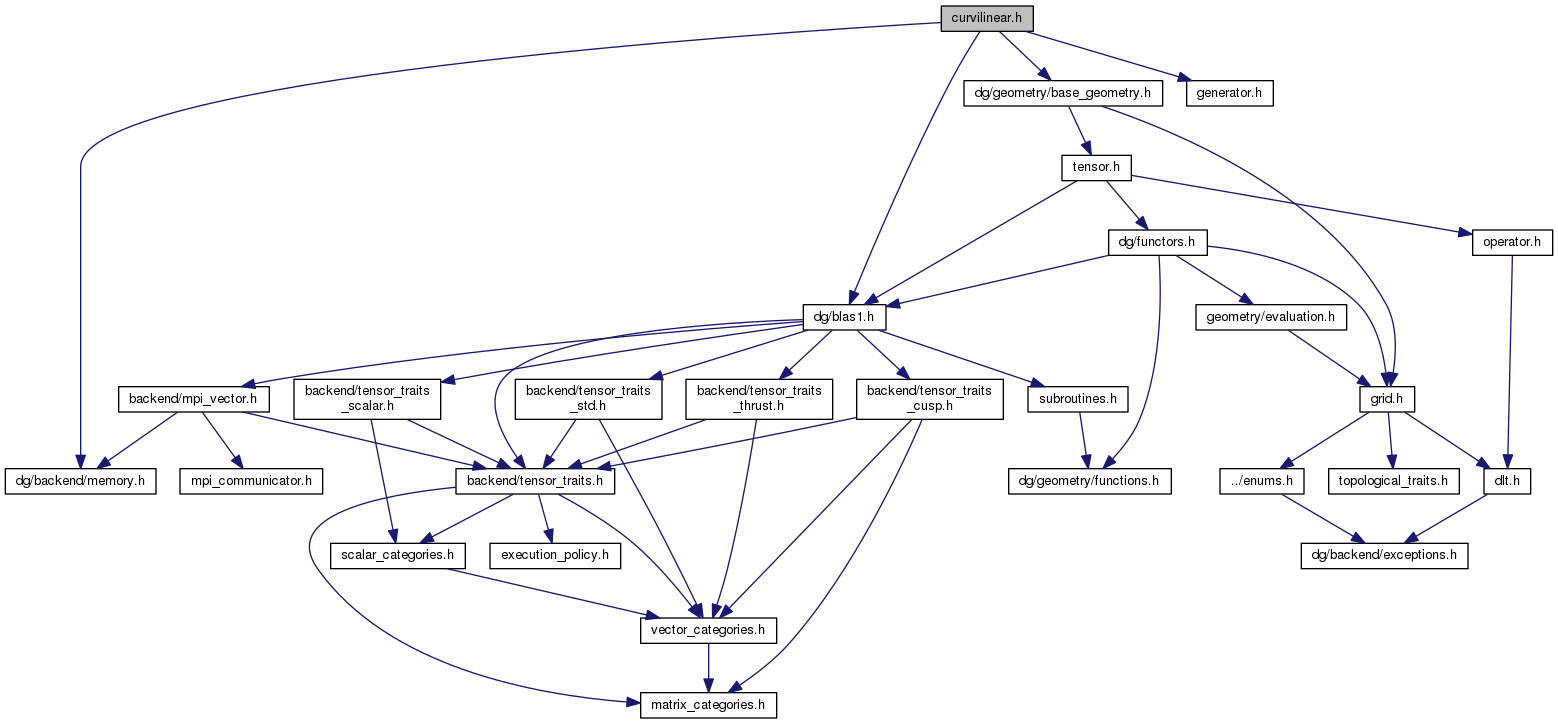 curvilinear.h
dg/geometry/base_geometry.h
generator.h
tensor.h
dg/functors.h
operator.h
dg/blas1.h
geometry/evaluation.h
backend/mpi_vector.h
backend/tensor_traits
_scalar.h
backend/tensor_traits
_std.h
backend/tensor_traits
_thrust.h
backend/tensor_traits
_cusp.h
subroutines.h
grid.h
dg/backend/memory.h
mpi_communicator.h
backend/tensor_traits.h
dg/geometry/functions.h
../enums.h
topological_traits.h
dlt.h
scalar_categories.h
execution_policy.h
dg/backend/exceptions.h
vector_categories.h
matrix_categories.h